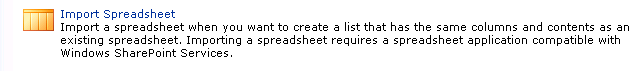 Import Spreadsheet
Import a spreadsheet when you want to create a list that has the same columns and contents as an
existing spreadsheet. Importing a spreadsheet requires a spreadsheet application compatible with
Windows SharePoint Services.